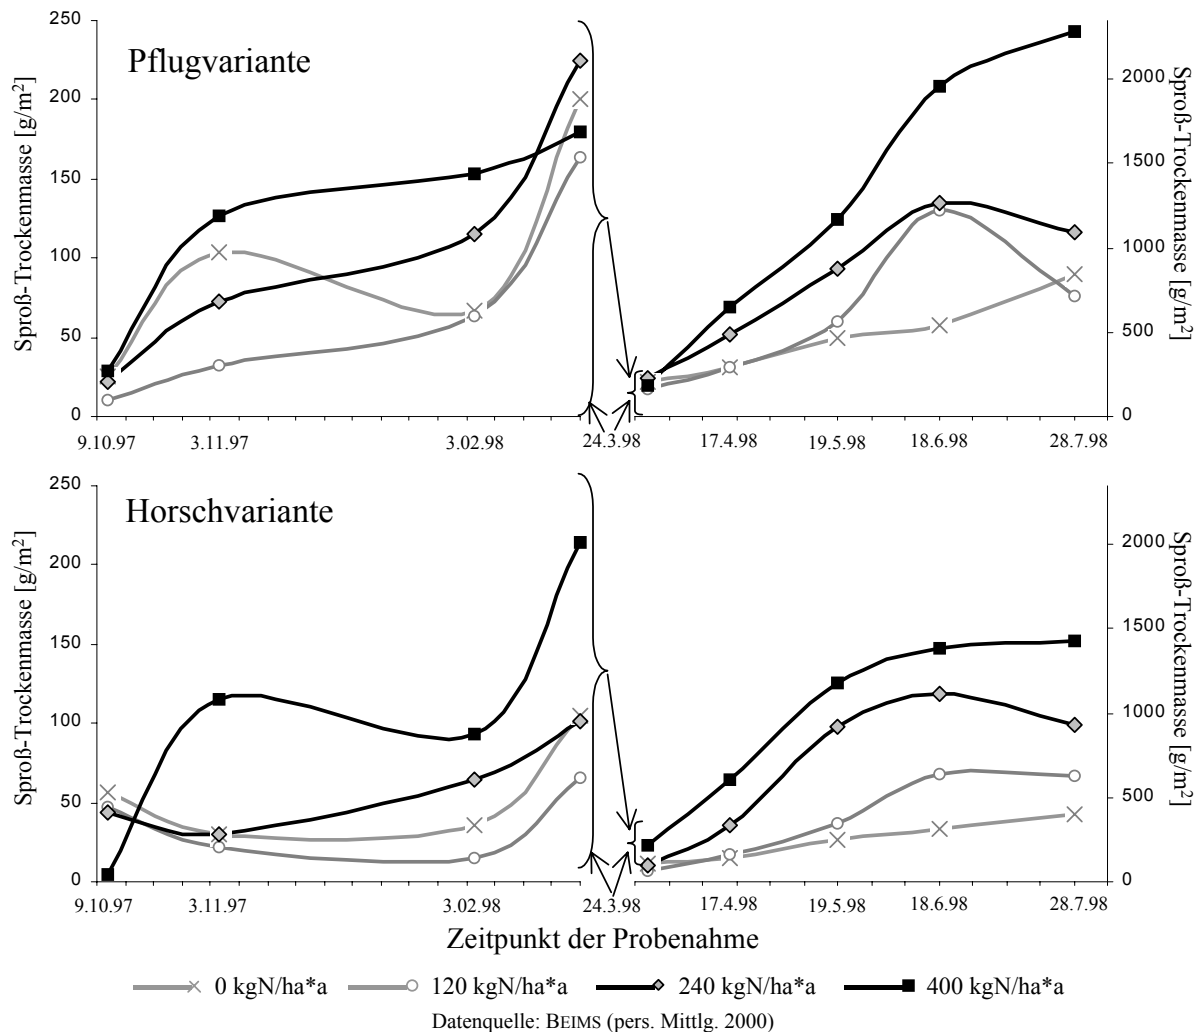 Pflugvariante
Sproß-Trockenmasse [g/m²]
250
200
150
100
50
0
Sproß-Trockenmasse [g/m²]
2000
1500
1000
500
0
9.10.97 3.11.97 3.02.98 24.3.98 17.4.98 19.5.98 18.6.98 28.7.98
Horschvariante
Sproß-Trockenmasse [g/m²]
250
200
150
100
50
0
Sproß-Trockenmasse [g/m²]
2000
1500
1000
500
0
9.10.97 3.11.97 3.02.98 24.3.98 17.4.98 19.5.98 18.6.98 28.7.98
Zeitpunkt der Probenahme
0 kgN/ha*a 120 kgN/ha*a 240 kgN/ha*a 400 kgN/ha*a
Datenquelle: BEIMS (pers. Mittlg. 2000)